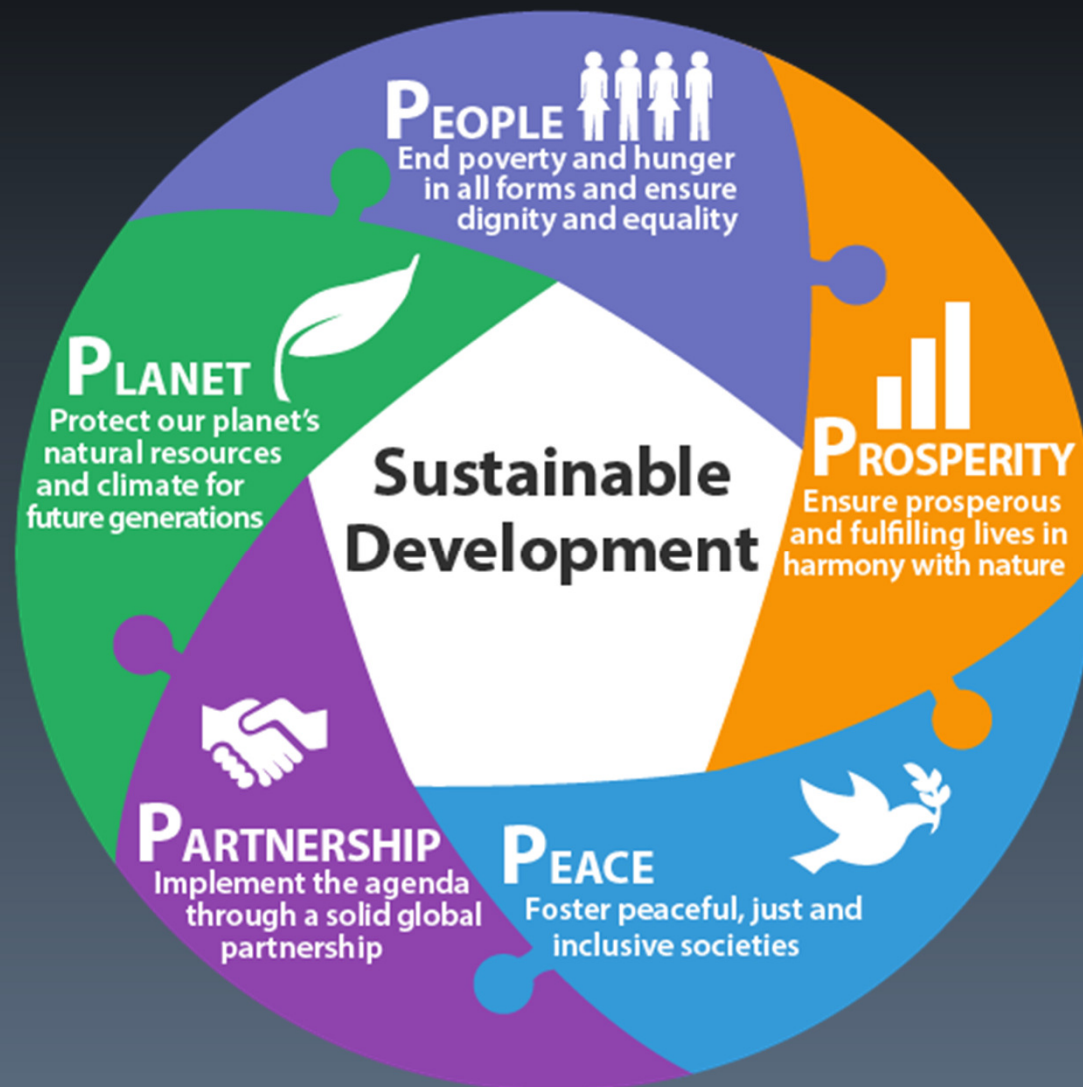 PEOPLE
End poverty and hunger
in all forms and ensure
dignity and equality
PROSPERITY
Ensure prosperous
and fulfilling lives in
harmony with nature
PEACE
Foster peaceful, just and
inclusive societies
PARTNERSHIP
Implement the agenda
through a solid global
partnership
PLANET
Protect our planet’s
natural resources
and climate for
future generations
Sustainable
Development